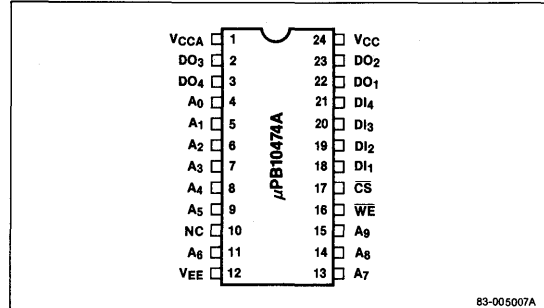 VCCA 1 24 VCC
DO3 2 23 DO2
DO4 3 22 DO1
A0 4 21 DI4
A1 5 20 DI3
A2 6 19 DI2
A3 7 18 DI1
A4 8 17 C̅S̅
A5 9 16 W̅E̅
NC 10 15 A9
A6 11 14 A8
VEE 12 13 A7
μPB10474A
83-005007A